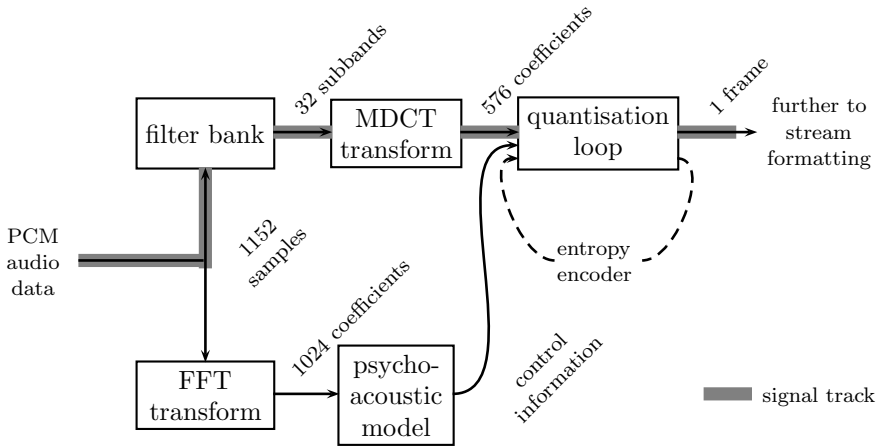 32 subbands
576 coefficients
1 frame
filter bank
MDCT
transform
quantisation
loop
further to
stream
formatting
PCM
audio
data
1152
samples
entropy
encoder
1024 coefficients
FFT
transform
psycho-
acoustic
model
control
information
signal track